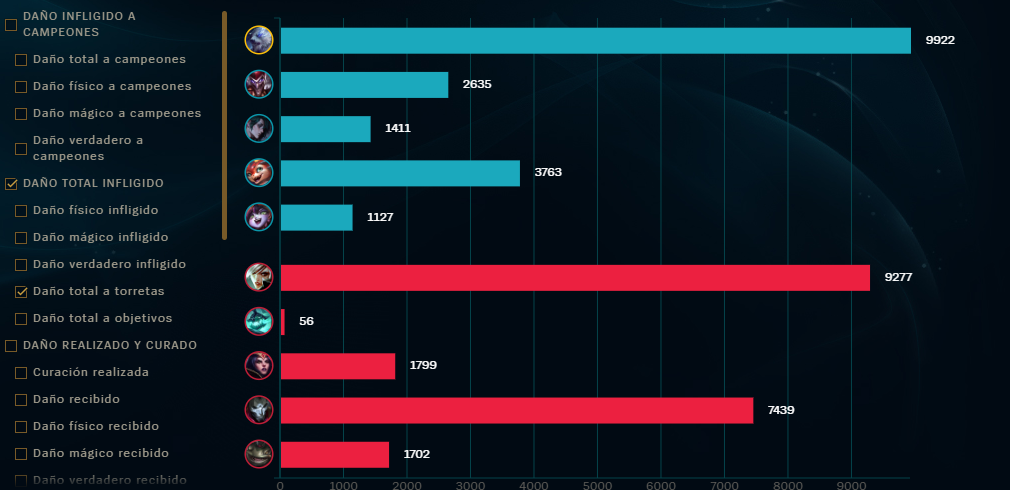 DAÑO INFLIGIDO A
CAMPEONES
Daño total a campeones
Daño físico a campeones
Daño mágico a campeones
Daño verdadero a
campeones
DAÑO TOTAL INFLIGIDO
Daño físico infligido
Daño mágico infligido
Daño verdadero infligido
Daño total a torretas
Daño total a objetivos
DAÑO REALIZADO Y CURADO
Curación realizada
Daño recibido
Daño físico recibido
Daño mágico recibido
Daño verdadero recibido
9922
2635
1411
3763
1127
9277
56
1799
7439
1702
0 1000 2000 3000 4000 5000 6000 7000 8000 9000